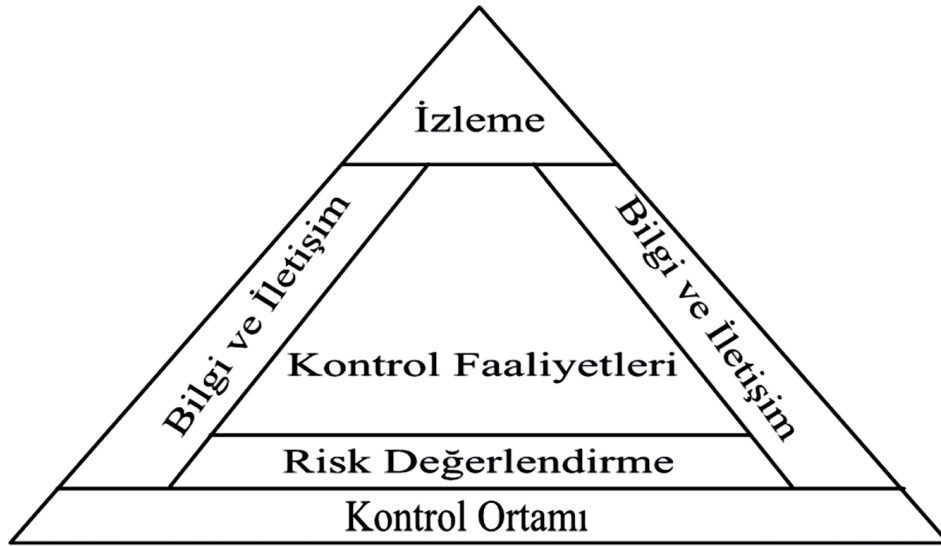 İzleme
Bilgi ve İletişim
Bilgi ve İletişim
Kontrol Faaliyetleri
Risk Değerlendirme
Kontrol Ortamı